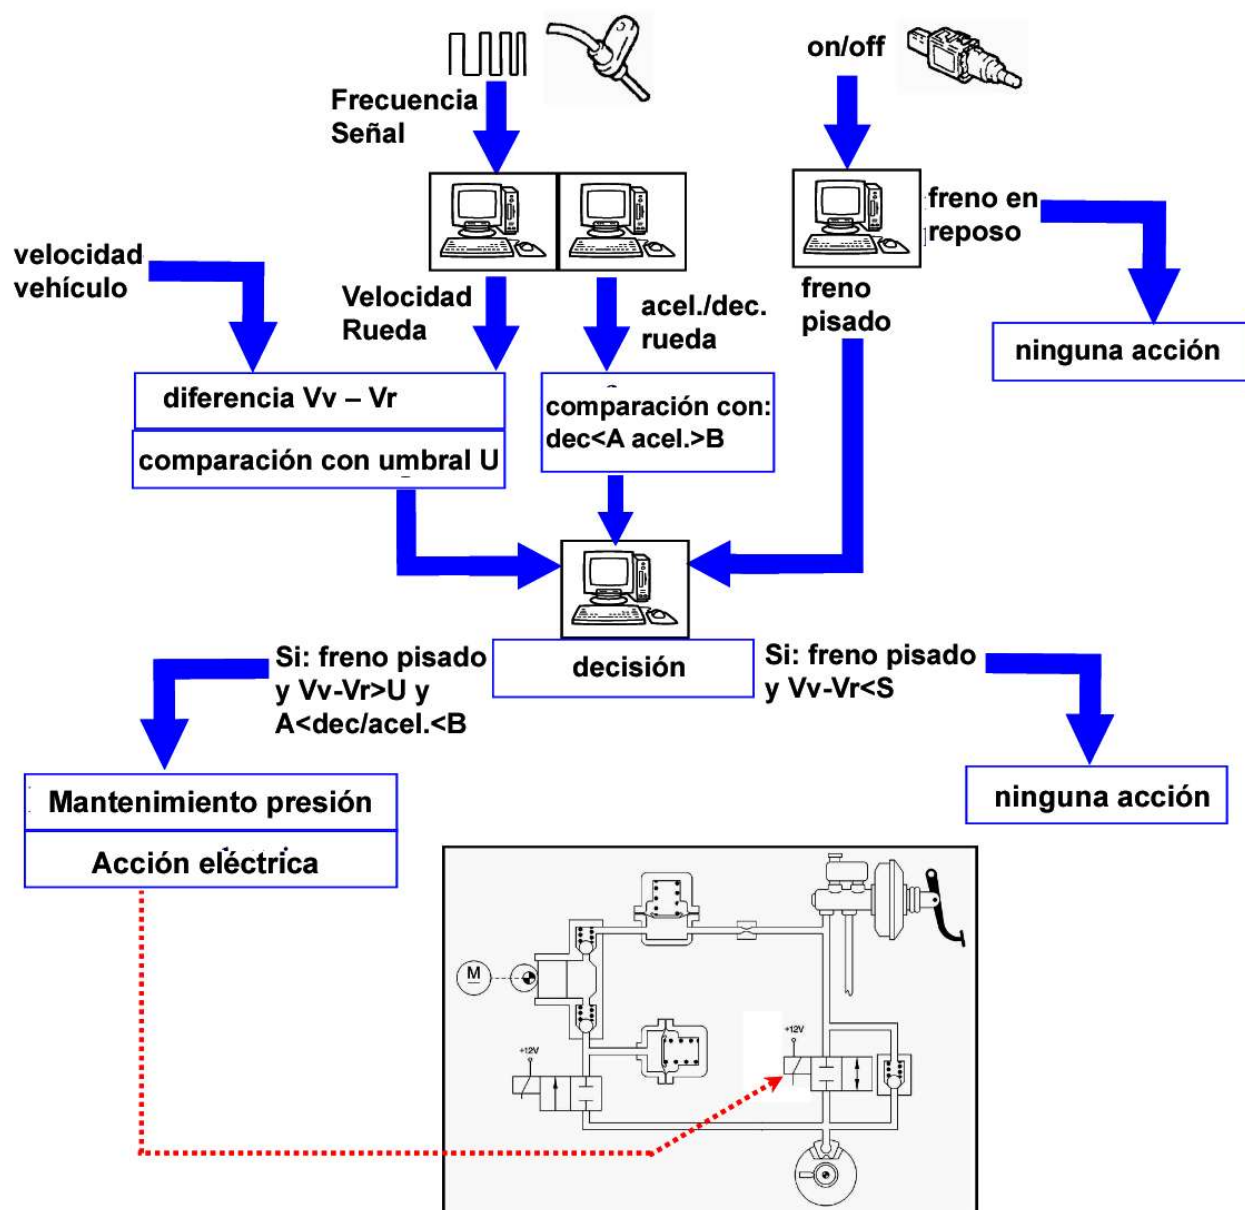 on/off
Frecuencia
Señal
freno en
reposo
velocidad
vehículo
Velocidad
Rueda
acel./dec.
rueda
freno
pisado
ninguna acción
diferencia Vv – Vr
comparación con umbral U
comparación con:
dec<A acel.>B
Si: freno pisado
y Vv-Vr>U y
A<dec/acel.<B
decisión
Si: freno pisado
y Vv-Vr<S
Mantenimiento presión
Acción eléctrica
ninguna acción
M
+12V
+12V